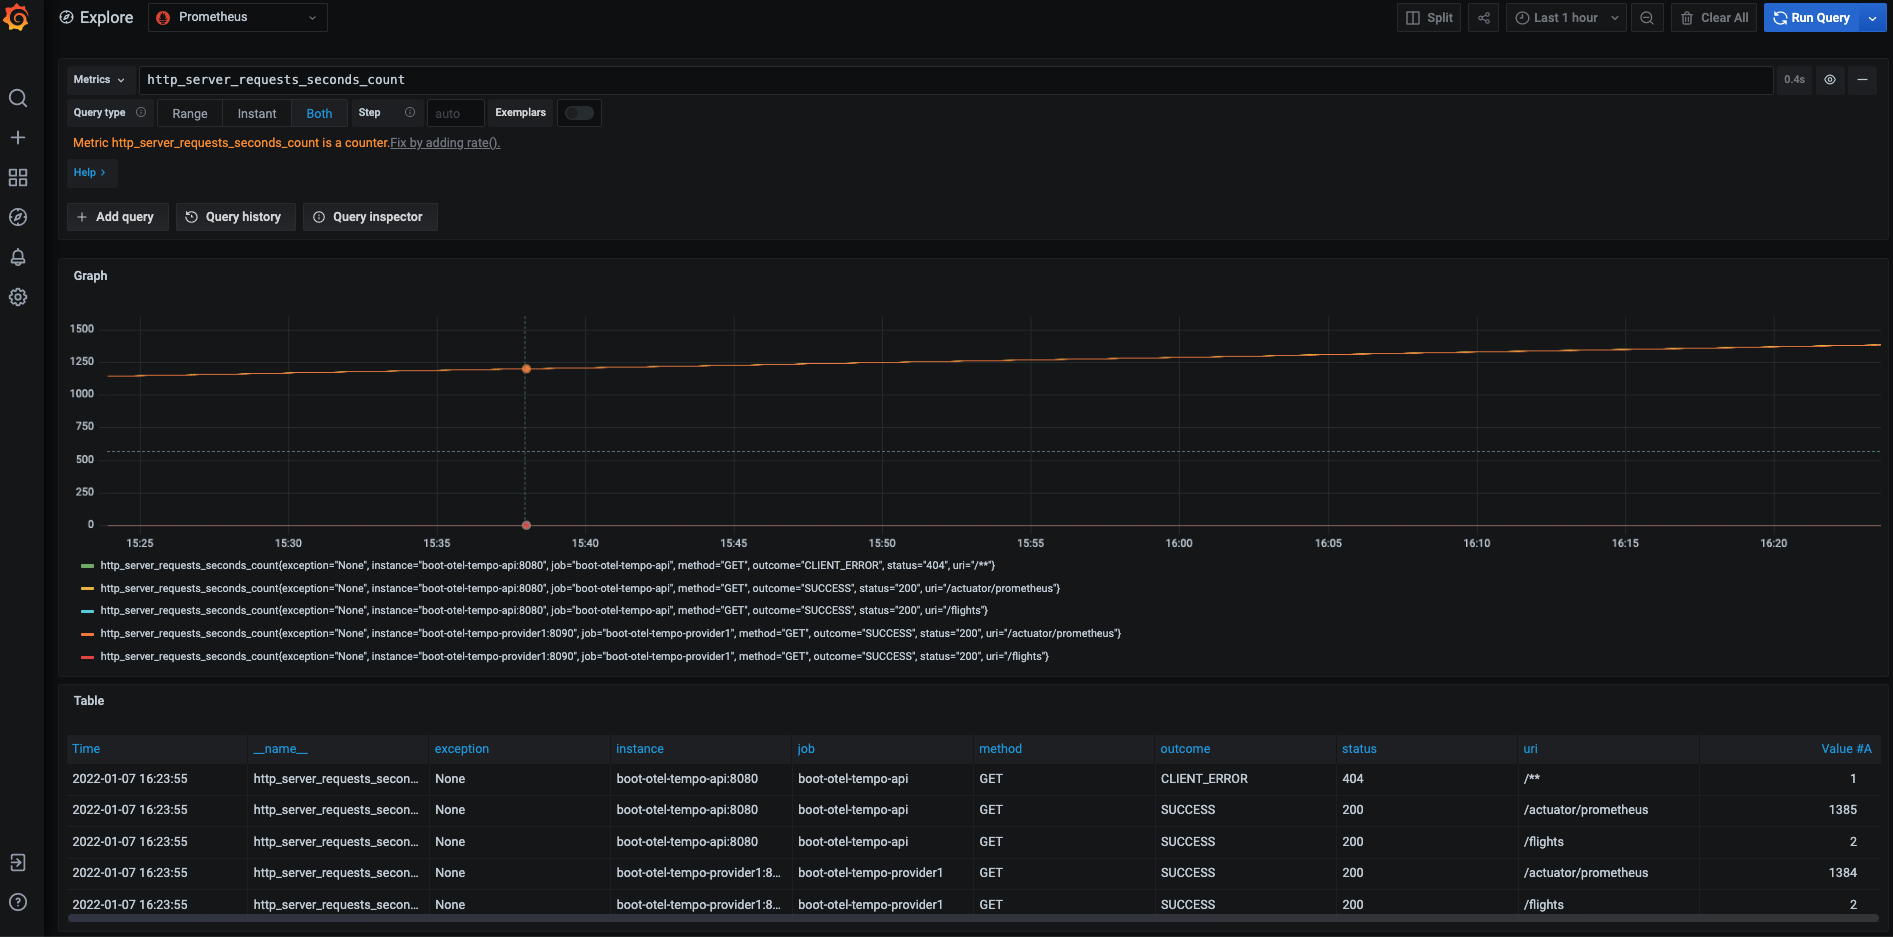 Explore Prometheus Split Last 1 hour Clear All Run Query
Metrics http_server_requests_seconds_count 0.4s
Query type Range Instant Both Step auto Exemplars
Metric http_server_requests_seconds_count is a counter.Fix by adding rate().
Help >
+ Add query Query history Query inspector
Graph
1500
1250
1000
750
500
250
0
15:25 15:30 15:35 15:40 15:45 15:50 15:55 16:00 16:05 16:10 16:15 16:20
http_server_requests_seconds_count{exception="None", instance="boot-otel-tempo-api:8080", job="boot-otel-tempo-api", method="GET", outcome="CLIENT_ERROR", status="404", uri="/**"}
http_server_requests_seconds_count{exception="None", instance="boot-otel-tempo-api:8080", job="boot-otel-tempo-api", method="GET", outcome="SUCCESS", status="200", uri="/actuator/prometheus"}
http_server_requests_seconds_count{exception="None", instance="boot-otel-tempo-api:8080", job="boot-otel-tempo-api", method="GET", outcome="SUCCESS", status="200", uri="/flights"}
http_server_requests_seconds_count{exception="None", instance="boot-otel-tempo-provider1:8090", job="boot-otel-tempo-provider1", method="GET", outcome="SUCCESS", status="200", uri="/actuator/prometheus"}
http_server_requests_seconds_count{exception="None", instance="boot-otel-tempo-provider1:8090", job="boot-otel-tempo-provider1", method="GET", outcome="SUCCESS", status="200", uri="/flights"}
Table
Time __name__ exception instance job method outcome status uri Value #A
2022-01-07 16:23:55 http_server_requests_secon... None boot-otel-tempo-api:8080 boot-otel-tempo-api GET CLIENT_ERROR 404 /** 1
2022-01-07 16:23:55 http_server_requests_secon... None boot-otel-tempo-api:8080 boot-otel-tempo-api GET SUCCESS 200 /actuator/prometheus 1385
2022-01-07 16:23:55 http_server_requests_secon... None boot-otel-tempo-api:8080 boot-otel-tempo-api GET SUCCESS 200 /flights 2
2022-01-07 16:23:55 http_server_requests_secon... None boot-otel-tempo-provider1:8... boot-otel-tempo-provider1 GET SUCCESS 200 /actuator/prometheus 1384
2022-01-07 16:23:55 http_server_requests_secon... None boot-otel-tempo-provider1:8... boot-otel-tempo-provider1 GET SUCCESS 200 /flights 2